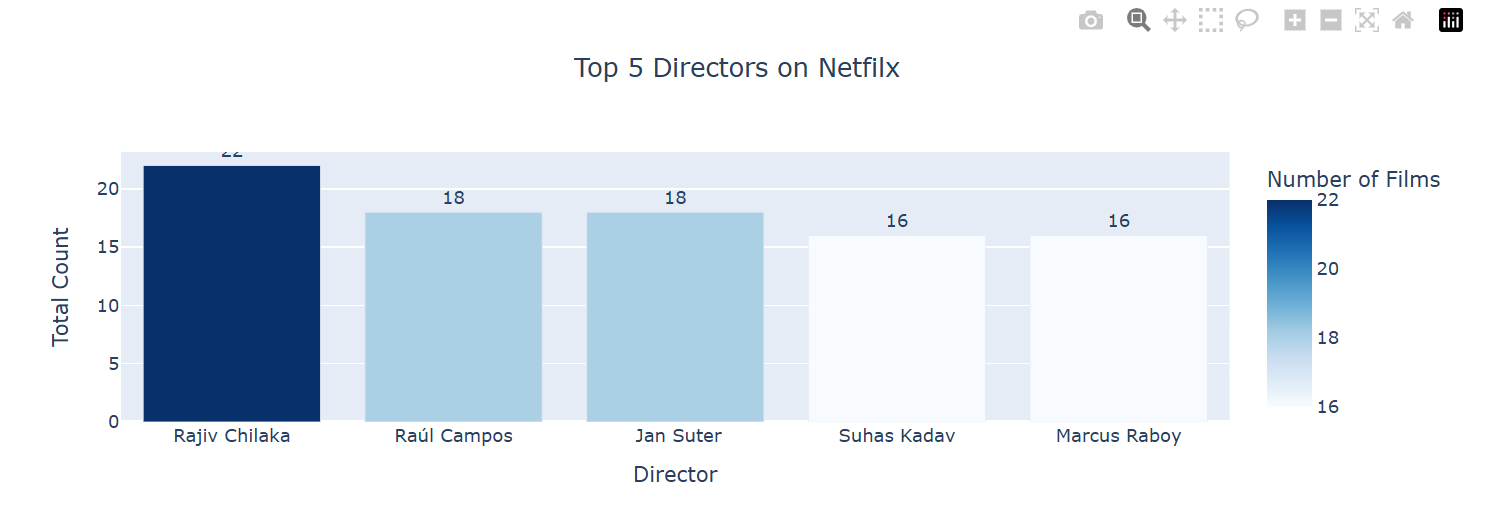 Top 5 Directors on Netfilx
22
18
18
16
16
20
15
10
5
0
Total Count
Rajiv Chilaka
Raúl Campos
Jan Suter
Suhas Kadav
Marcus Raboy
Director
Number of Films
22
20
18
16